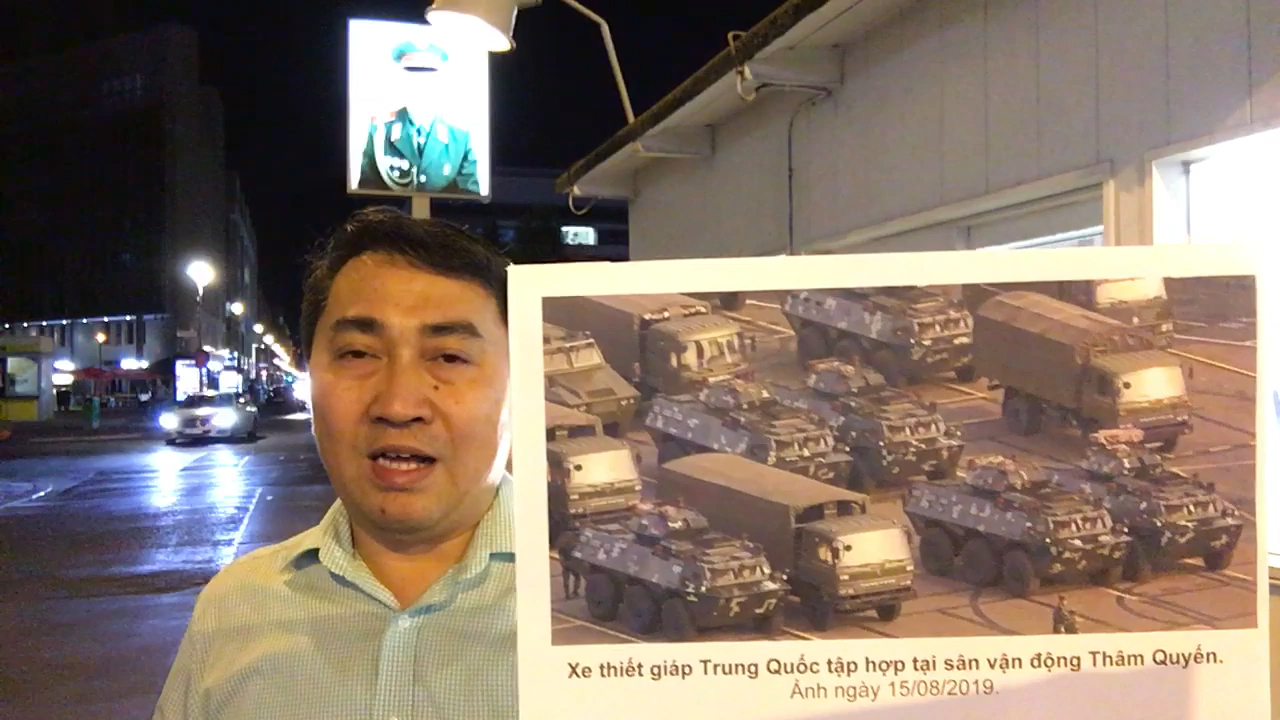 Xe thiết giáp Trung Quốc tập hợp tại sân vận động Thâm Quyến.
Ảnh ngày 15/08/2019.